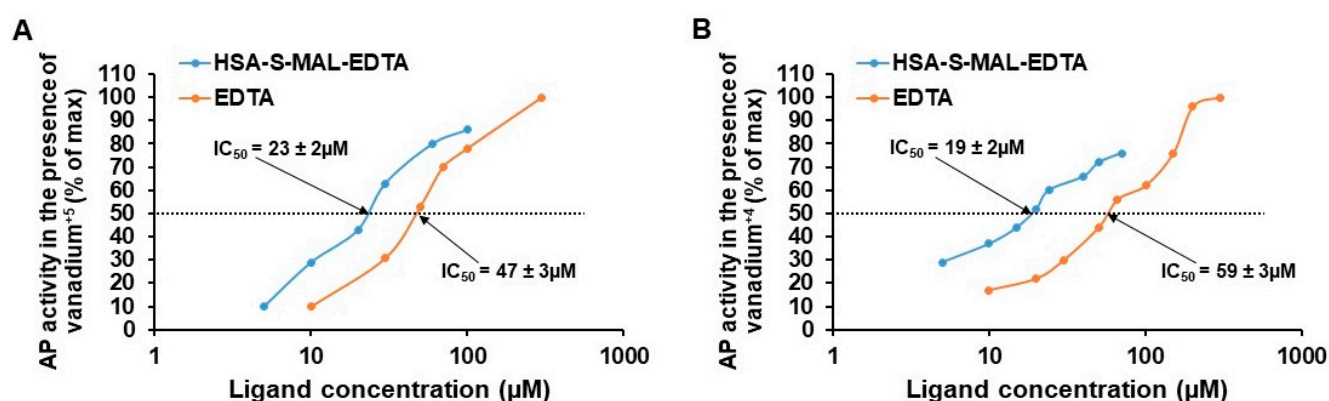 A
HSA-S-MAL-EDTA
EDTA
AP activity in the presence of
vanadium⁺⁵ (% of max)
110
100
90
80
70
60
50
40
30
20
10
0
IC₅₀ = 23 ± 2µM
IC₅₀ = 47 ± 3µM
1 10 100 1000
Ligand concentration (µM)
B
HSA-S-MAL-EDTA
EDTA
AP activity in the presence of
vanadium⁺⁴ (% of max)
110
100
90
80
70
60
50
40
30
20
10
0
IC₅₀ = 19 ± 2µM
IC₅₀ = 59 ± 3µM
1 10 100 1000
Ligand concentration (µM)